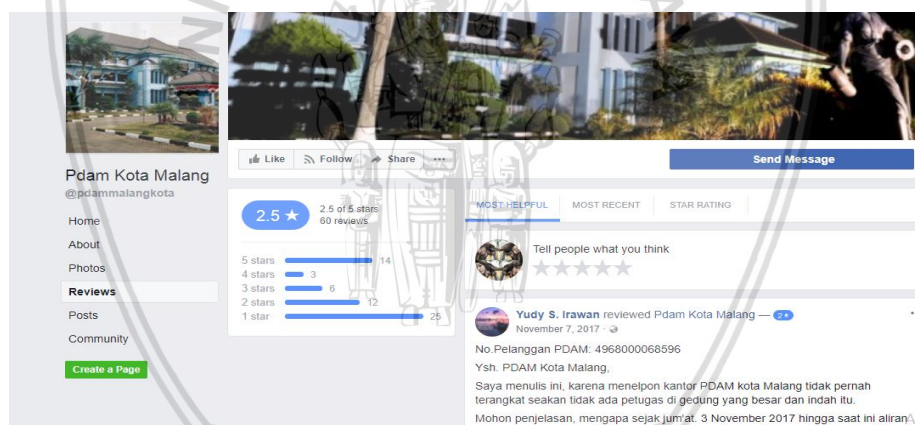 Pdam Kota Malang
@pdammalangkota
Home
About
Photos
Reviews
Posts
Community
Create a Page
Like Follow Share ...
Send Message
2.5 ★
2.5 of 5 stars
60 reviews
5 stars 14
4 stars 3
3 stars 6
2 stars 12
1 star 25
MOST HELPFUL MOST RECENT STAR RATING
Tell people what you think
Yudy S. Irawan reviewed Pdam Kota Malang — 2★
November 7, 2017 ·
No.Pelanggan PDAM: 4968000068596
Ysh. PDAM Kota Malang,
Saya menulis ini, karena menelpon kantor PDAM kota Malang tidak pernah
terangkat seakan tidak ada petugas di gedung yang besar dan indah itu.
Mohon penjelasan, mengapa sejak jum'at. 3 November 2017 hingga saat ini aliran